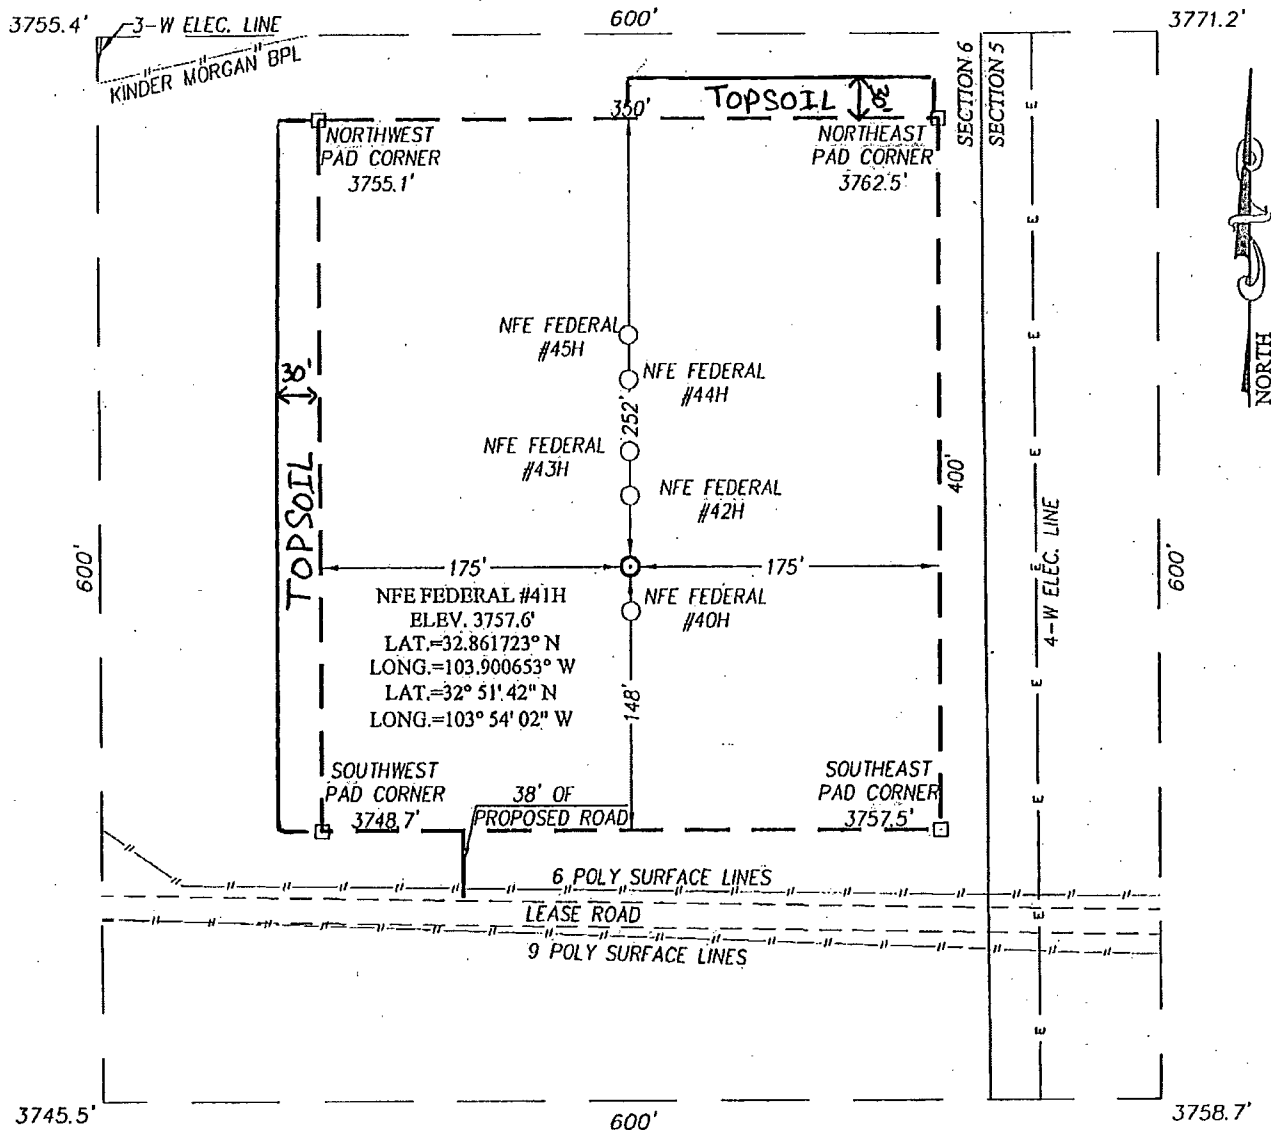 3755.4'
3-W ELEC. LINE
600'
3771.2'
KINDER MORGAN BPL
350'
TOPSOIL
30'
SECTION 6
SECTION 5
E
NORTHWEST
PAD CORNER
3755.1'
NORTHEAST
PAD CORNER
3762.5'
E
NORTH
NFE FEDERAL
#45H
E
NFE FEDERAL
#44H
30'
252'
NFE FEDERAL
#43H
E
400'
NFE FEDERAL
#42H
TOPSOIL
4-W ELEC. LINE
600'
175'
175'
E
600'
NFE FEDERAL #41H
ELEV. 3757.6'
LAT.=32.861723° N
LONG.=103.900653° W
LAT.=32° 51' 42" N
LONG.=103° 54' 02" W
NFE FEDERAL
#40H
E
148'
SOUTHWEST
PAD CORNER
3748.7'
38' OF
PROPOSED ROAD
SOUTHEAST
PAD CORNER
3757.5'
E
6 POLY SURFACE LINES
LEASE ROAD
E
9 POLY SURFACE LINES
E
3745.5'
600'
3758.7'